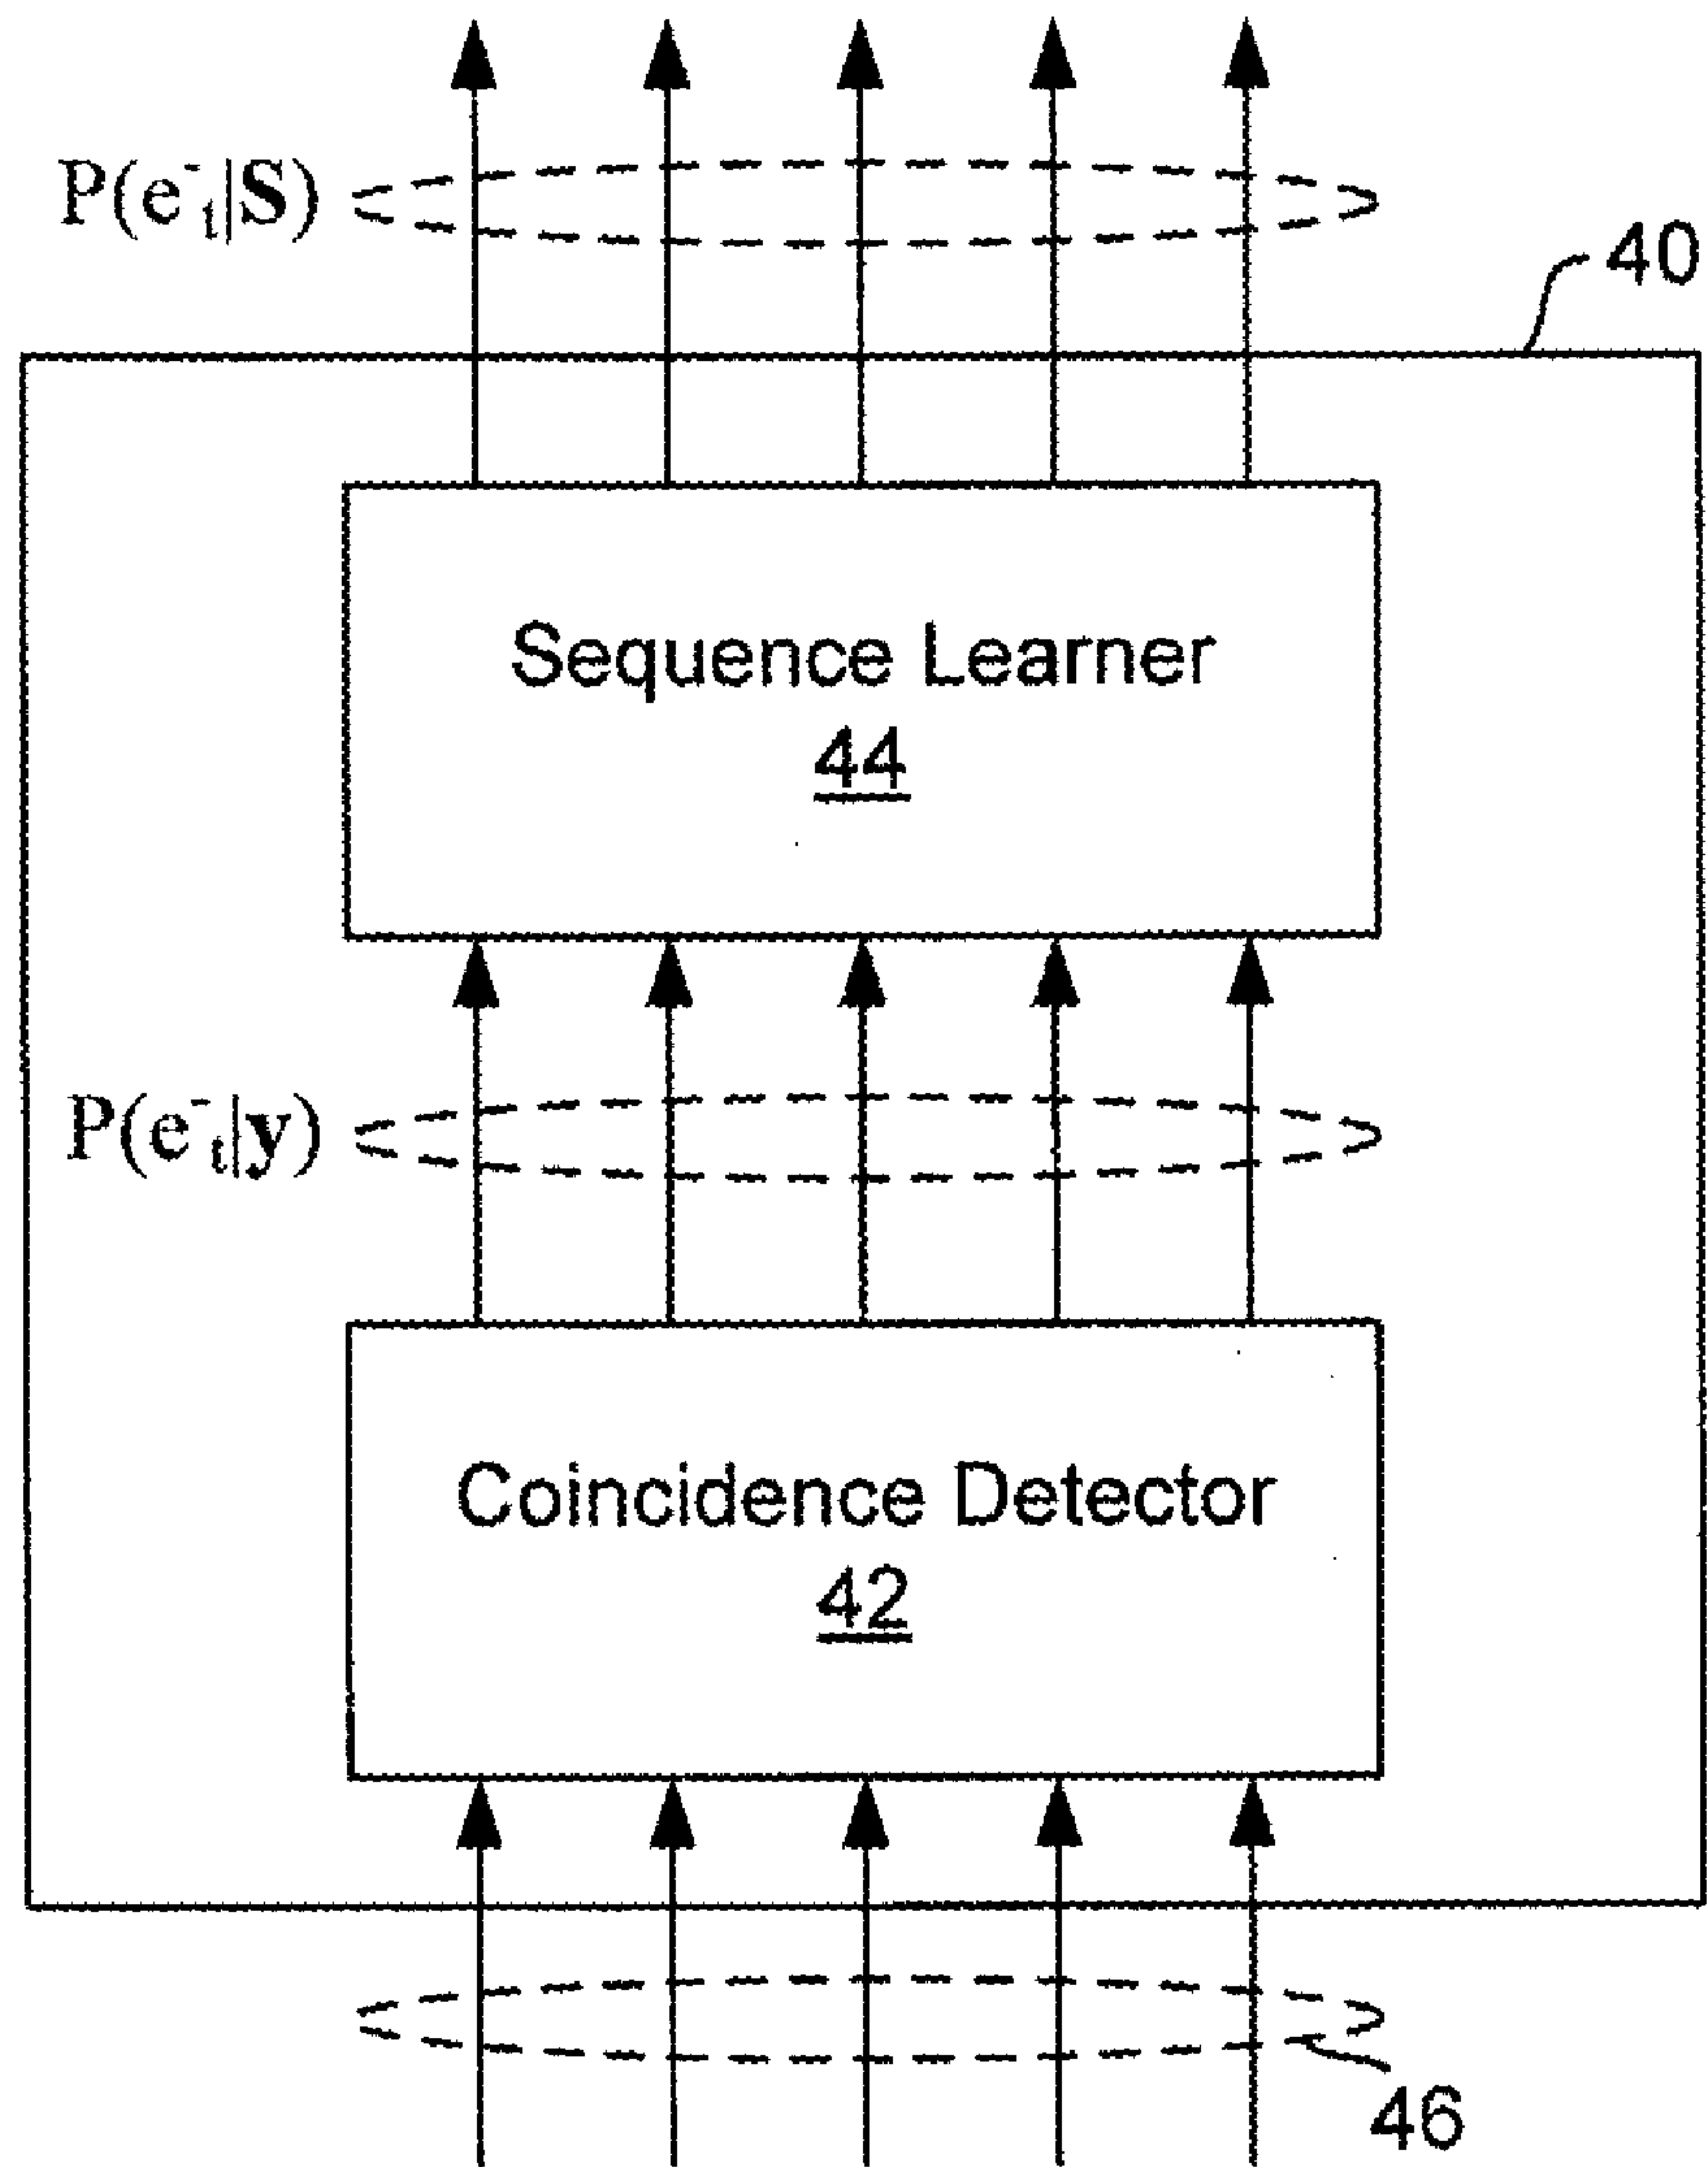 P(e⁻ₜ|S)
40
Sequence Learner
44
P(e⁻ₜ|y)
Coincidence Detector
42
46